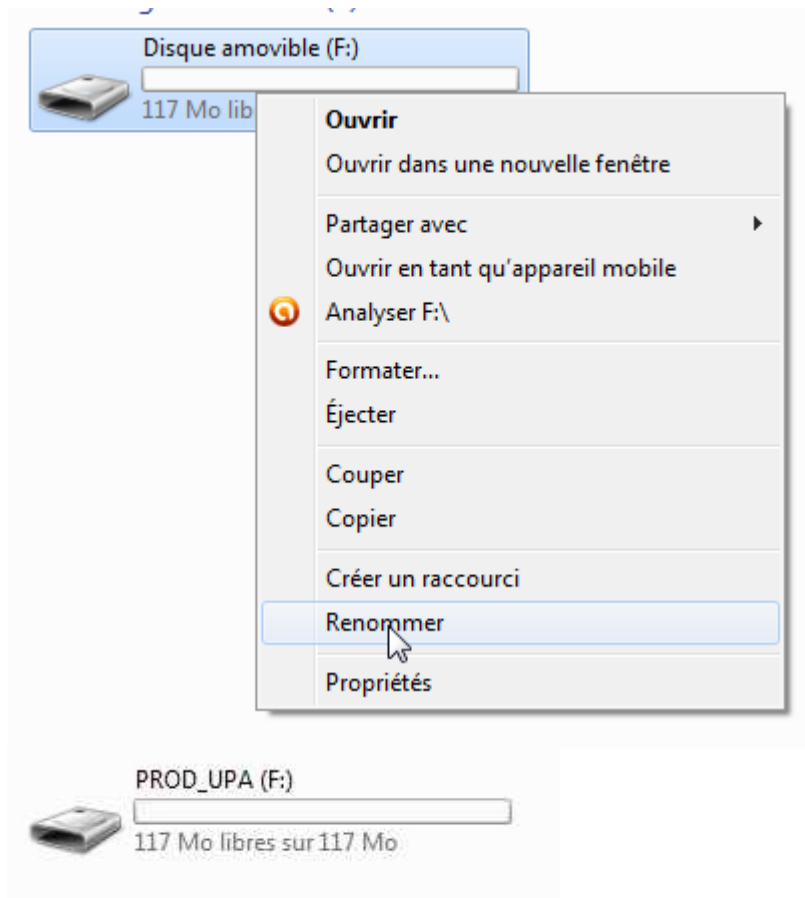 Disque amovible (F:)
117 Mo lib
Ouvrir
Ouvrir dans une nouvelle fenêtre
Partager avec
Ouvrir en tant qu'appareil mobile
Analyser F:\
Formater...
Éjecter
Couper
Copier
Créer un raccourci
Renommer
Propriétés
PROD_UPA (F:)
117 Mo libres sur 117 Mo